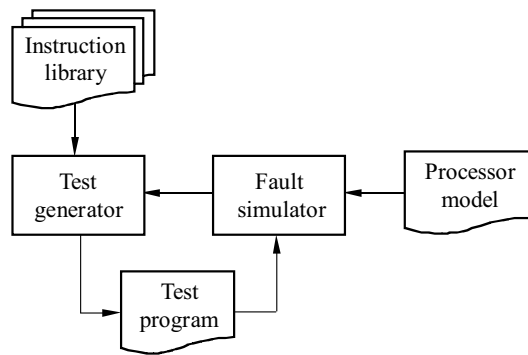 Instruction
library
Test
generator
Fault
simulator
Processor
model
Test
program